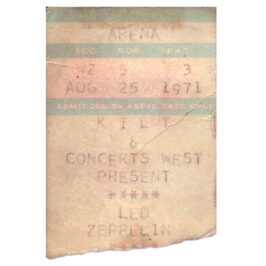 ARENA
SEC ROW SEAT
W2 5 3
AUG 25 1971
ADMIT ONE ON ABOVE DATE ONLY
KILT
&
CONCERTS WEST
PRESENT
*****
LED
ZEPPELIN